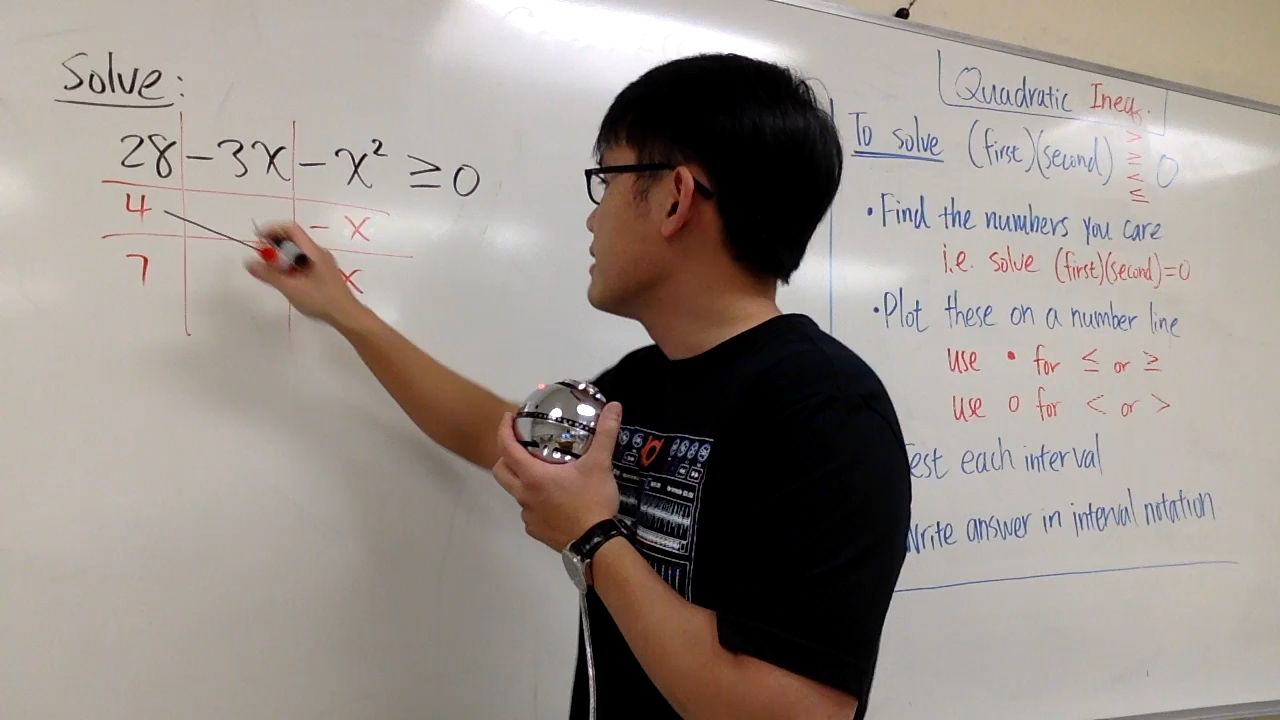 Solve:
28 - 3x - x² ≥ 0
4 - x
7 x
Quadratic Ineq.
To solve (first)(second) > ≥ < ≤ 0
• Find the numbers you care
i.e. solve (first)(second)=0
• Plot these on a number line
use • for ≤ or ≥
use o for < or >
est each interval
Write answer in interval notation